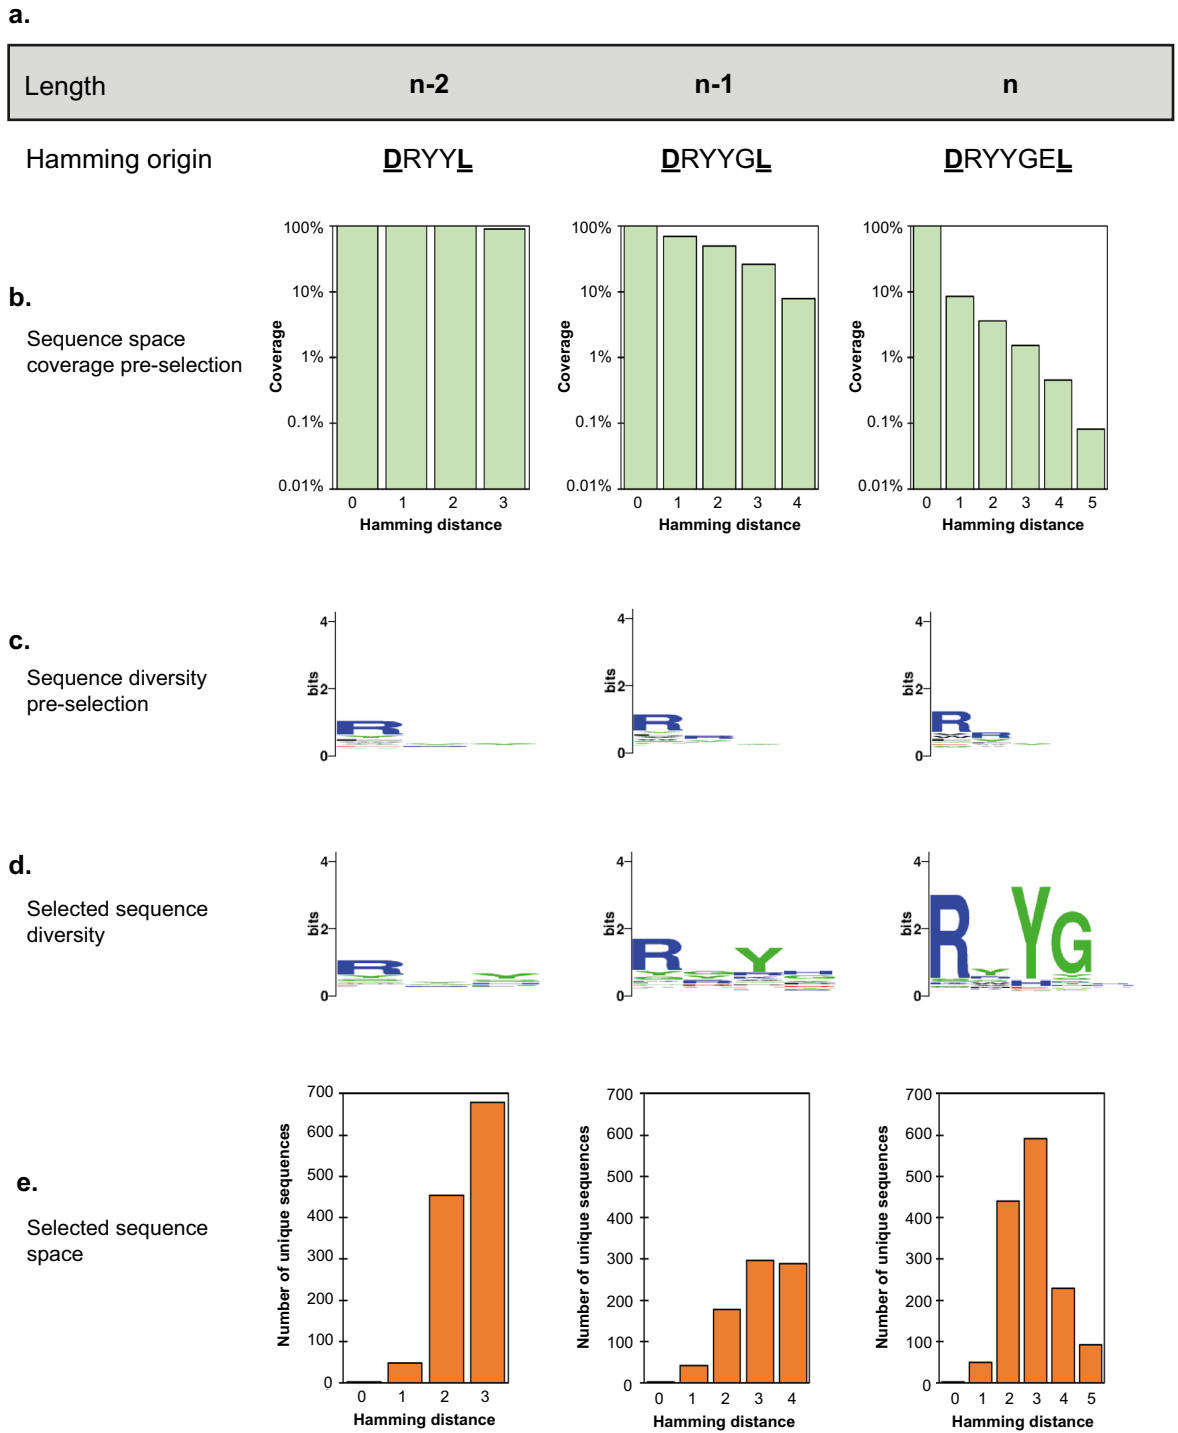 a.
Length n-2 n-1 n
Hamming origin DRYYL DRYYGL DRYYGEL
b.
Sequence space
coverage pre-selection
Coverage
100%
10%
1%
0.1%
0.01%
0 1 2 3
Hamming distance
Coverage
100%
10%
1%
0.1%
0.01%
0 1 2 3 4
Hamming distance
Coverage
100%
10%
1%
0.1%
0.01%
0 1 2 3 4 5
Hamming distance
c.
Sequence diversity
pre-selection
bits
4
2
0
R
bits
4
2
0
R
bits
4
2
0
R R
d.
Selected sequence
diversity
bits
4
2
0
R Y
bits
4
2
0
R Y
bits
4
2
0
R Y Y G
e.
Selected sequence
space
Number of unique sequences
700
600
500
400
300
200
100
0
0 1 2 3
Hamming distance
Number of unique sequences
700
600
500
400
300
200
100
0
0 1 2 3 4
Hamming distance
Number of unique sequences
700
600
500
400
300
200
100
0
0 1 2 3 4 5
Hamming distance